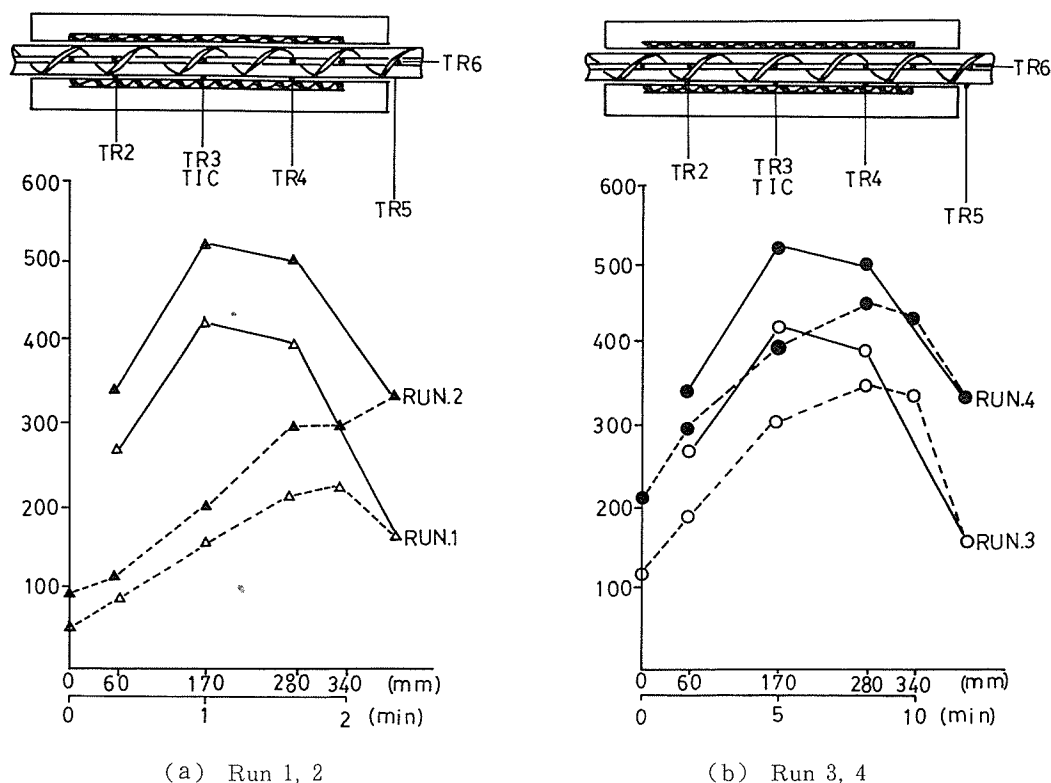 TR6
TR2
TR3
TIC
TR4
TR5
600
500
400
300
200
100
RUN.2
RUN.1
0 60 170 280 340 (mm)
0 1 2 (min)
(a) Run 1, 2
TR6
TR2
TR3
TIC
TR4
TR5
600
500
400
300
200
100
RUN.4
RUN.3
0 60 170 280 340 (mm)
0 5 10 (min)
(b) Run 3, 4